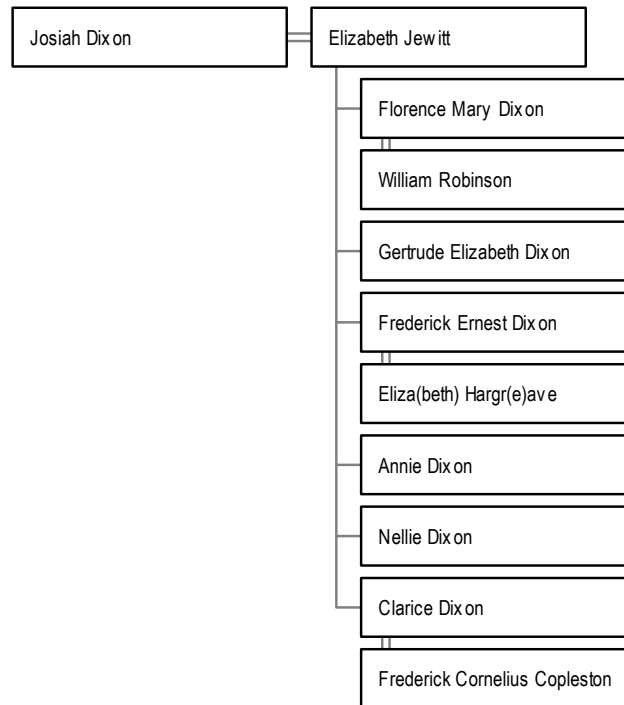 Josiah Dixon
Elizabeth Jewitt
Florence Mary Dixon
William Robinson
Gertrude Elizabeth Dixon
Frederick Ernest Dixon
Eliza(beth) Hargr(e)ave
Annie Dixon
Nellie Dixon
Clarice Dixon
Frederick Cornelius Copleston